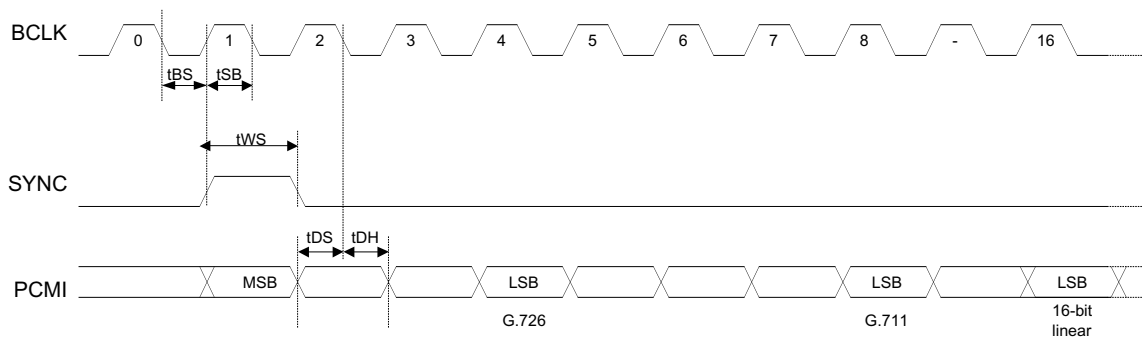 BCLK 0 1 2 3 4 5 6 7 8 - 16
tBS tSB
tWS
SYNC
tDS tDH
PCMI MSB LSB LSB LSB
G.726 G.711 16-bit
linear